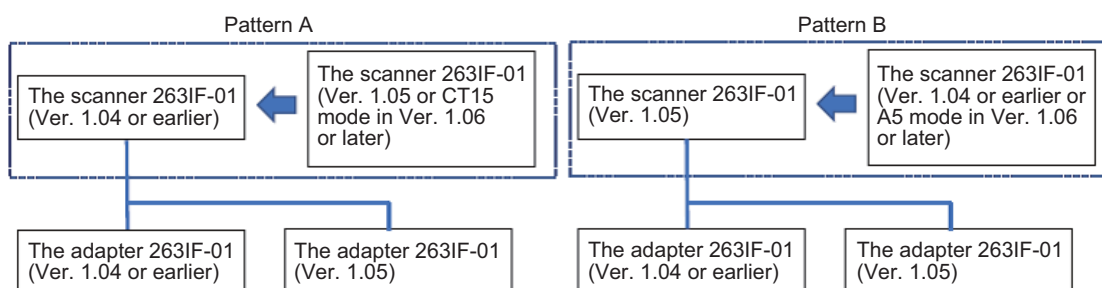 Pattern A
The scanner 263IF-01
(Ver. 1.04 or earlier)
The scanner 263IF-01
(Ver. 1.05 or CT15
mode in Ver. 1.06
or later)
The adapter 263IF-01
(Ver. 1.04 or earlier)
The adapter 263IF-01
(Ver. 1.05)
Pattern B
The scanner 263IF-01
(Ver. 1.05)
The scanner 263IF-01
(Ver. 1.04 or earlier or
A5 mode in Ver. 1.06
or later)
The adapter 263IF-01
(Ver. 1.04 or earlier)
The adapter 263IF-01
(Ver. 1.05)